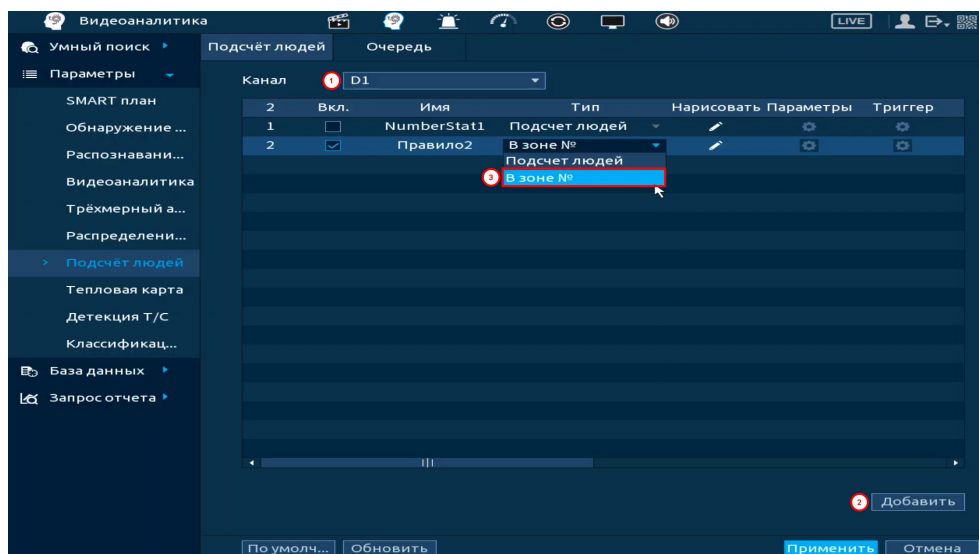 Видеоаналитика LIVE
Умный поиск
Параметры
SMART план
Обнаружение ...
Распознавани...
Видеоаналитика
Трёхмерный а...
Распределени...
> Подсчёт людей
Тепловая карта
Детекция Т/С
Классификац...
База данных
Запрос отчета
Подсчёт людей Очередь
Канал 1 D1
2 Вкл. Имя Тип Нарисовать Параметры Триггер
1 NumberStat1 Подсчет людей
2 Правило2 В зоне №
Подсчет людей
3 В зоне №
2 Добавить
По умолч... Обновить Применить Отмена